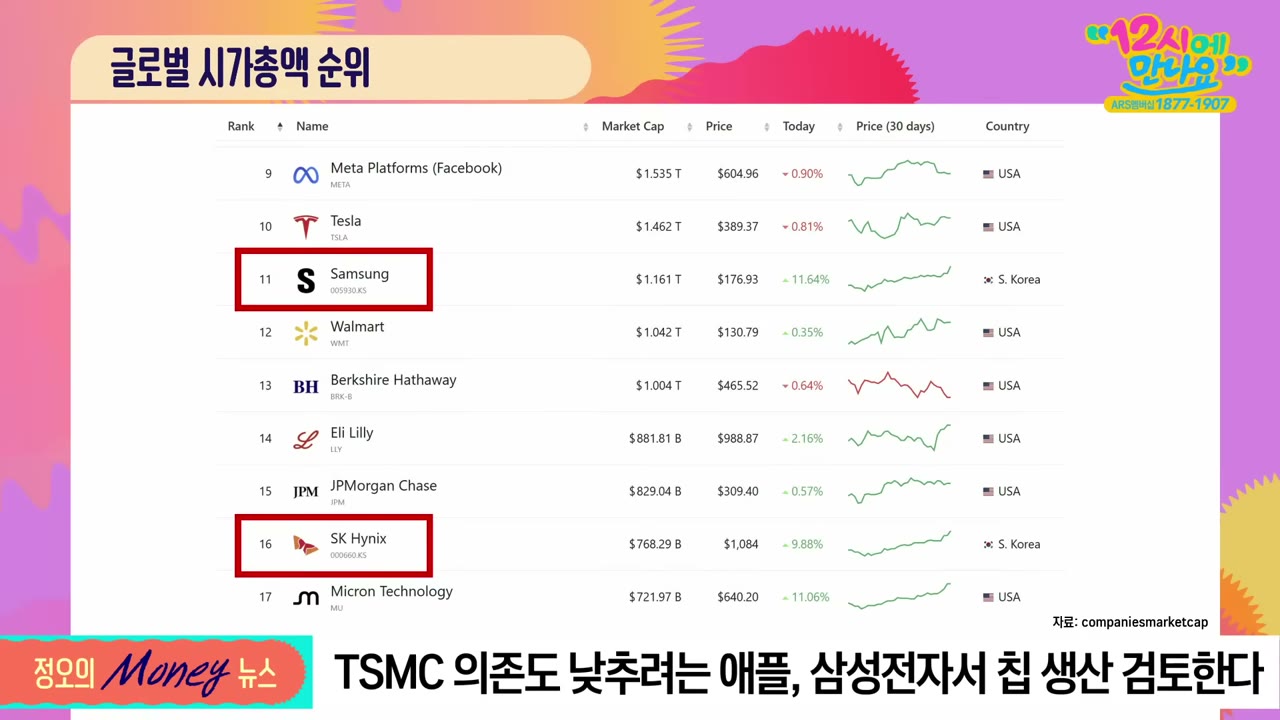 글로벌 시가총액 순위
"12시에 만나요"
ARS멤버십 1877-1907
Rank Name Market Cap Price Today Price (30 days) Country
9 Meta Platforms (Facebook) $1.535 T $604.96 0.90% USA
META
10 Tesla $1.462 T $389.37 0.81% USA
TSLA
11 S Samsung $1.161 T $176.93 11.64% S. Korea
005930.KS
12 Walmart $1.042 T $130.79 0.35% USA
WMT
13 BH Berkshire Hathaway $1.004 T $465.52 0.64% USA
BRK-B
14 Eli Lilly $881.81 B $988.87 2.16% USA
LLY
15 JPM JPMorgan Chase $829.04 B $309.40 0.57% USA
JPM
16 SK Hynix $768.29 B $1,084 9.88% S. Korea
000660.KS
17 Micron Technology $721.97 B $640.20 11.06% USA
MU
자료: companiesmarketcap
정오의 Money 뉴스
TSMC 의존도 낮추려는 애플, 삼성전자서 칩 생산 검토한다